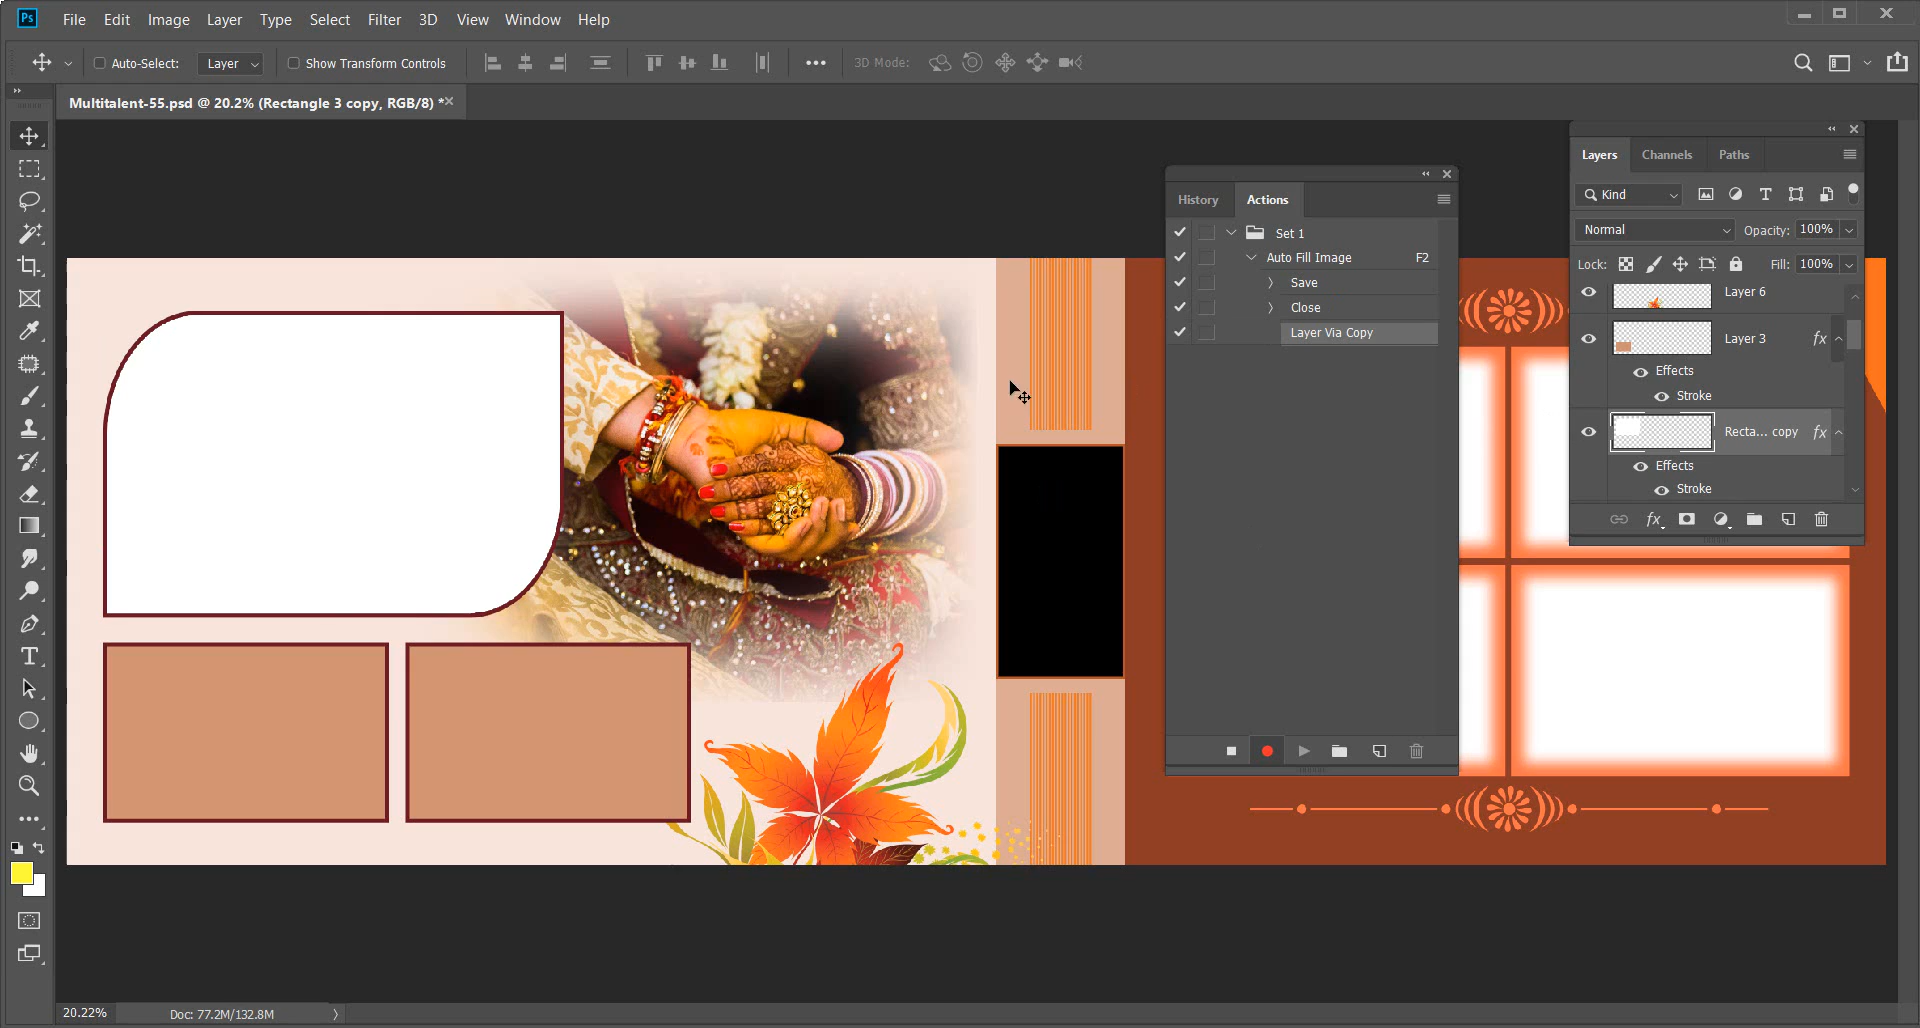 Ps File Edit Image Layer Type Select Filter 3D View Window Help
Auto-Select: Layer Show Transform Controls 3D Mode:
Multitalent-55.psd @ 20.2% (Rectangle 3 copy, RGB/8) *
Layers Channels Paths
Kind
Normal Opacity: 100%
Lock: Fill: 100%
Layer 6
Layer 3 fx
Effects
Stroke
Recta... copy fx
Effects
Stroke
fx
History Actions
Set 1
Auto Fill Image F2
Save
Close
Layer Via Copy
20.22% Doc: 77.2M/132.8M